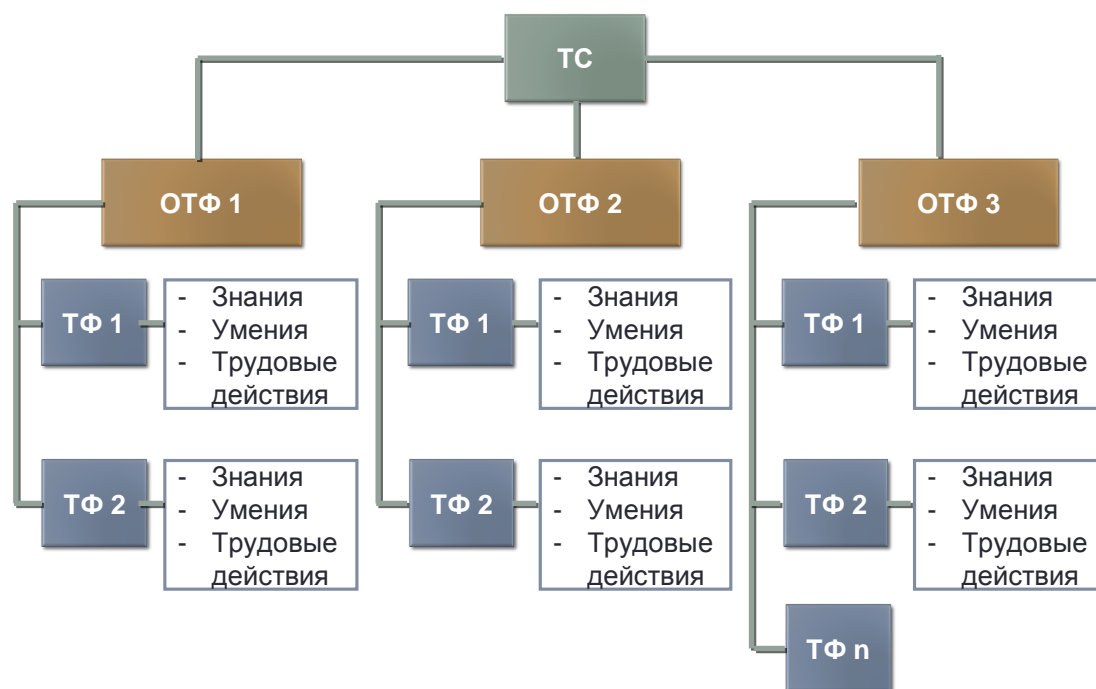 ТС
ОТФ 1
ОТФ 2
ОТФ 3
ТФ 1
- Знания
- Умения
- Трудовые
действия
ТФ 1
- Знания
- Умения
- Трудовые
действия
ТФ 1
- Знания
- Умения
- Трудовые
действия
ТФ 2
- Знания
- Умения
- Трудовые
действия
ТФ 2
- Знания
- Умения
- Трудовые
действия
ТФ 2
- Знания
- Умения
- Трудовые
действия
ТФ n